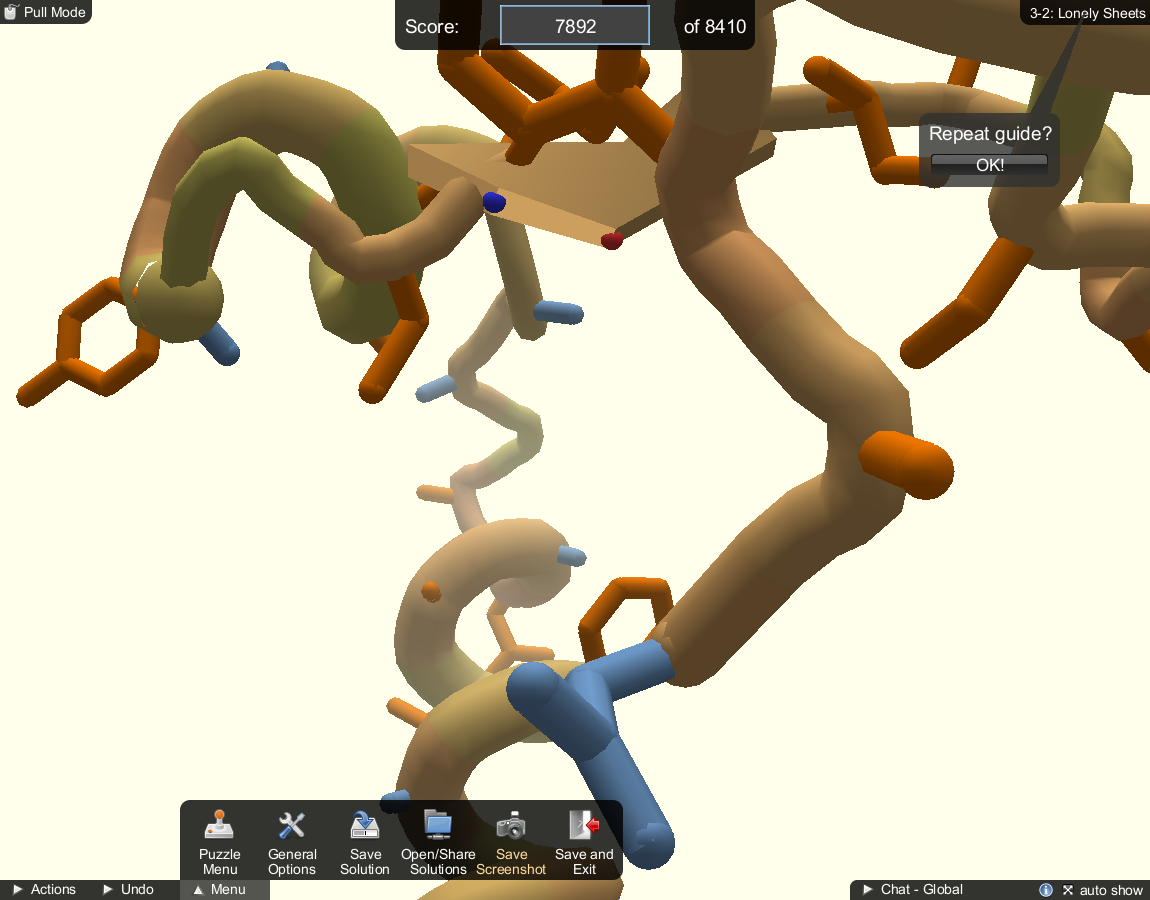 Pull Mode
Score: 7892 of 8410
3-2: Lonely Sheets
Repeat guide?
OK!
Puzzle Menu
General Options
Save Solution
Open/Share Solutions
Save Screenshot
Save and Exit
Actions
Undo
Menu
Chat - Global
auto show